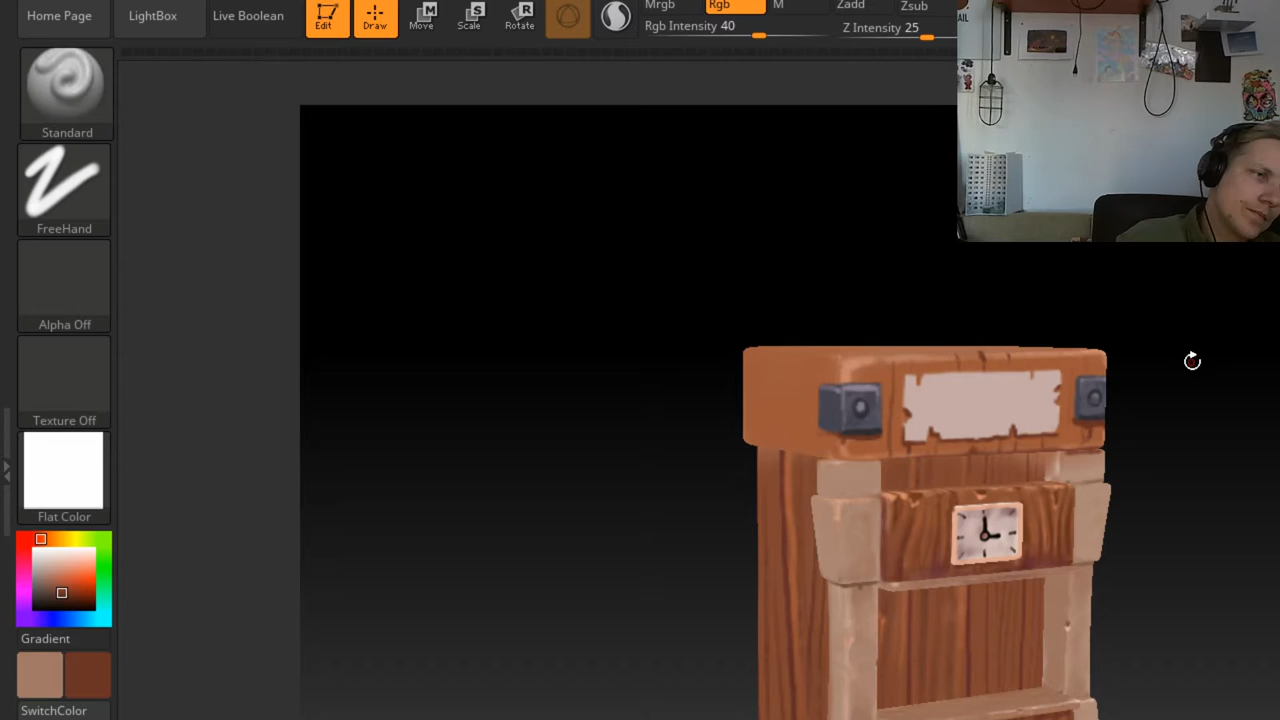 Home Page
LightBox
Live Boolean
Edit
Draw
M
Move
S
Scale
R
Rotate
Mrgb
Rgb
M
Rgb Intensity 40
Zadd
Zsub
Z Intensity 25
Standard
FreeHand
Alpha Off
Texture Off
Flat Color
Gradient
SwitchColor